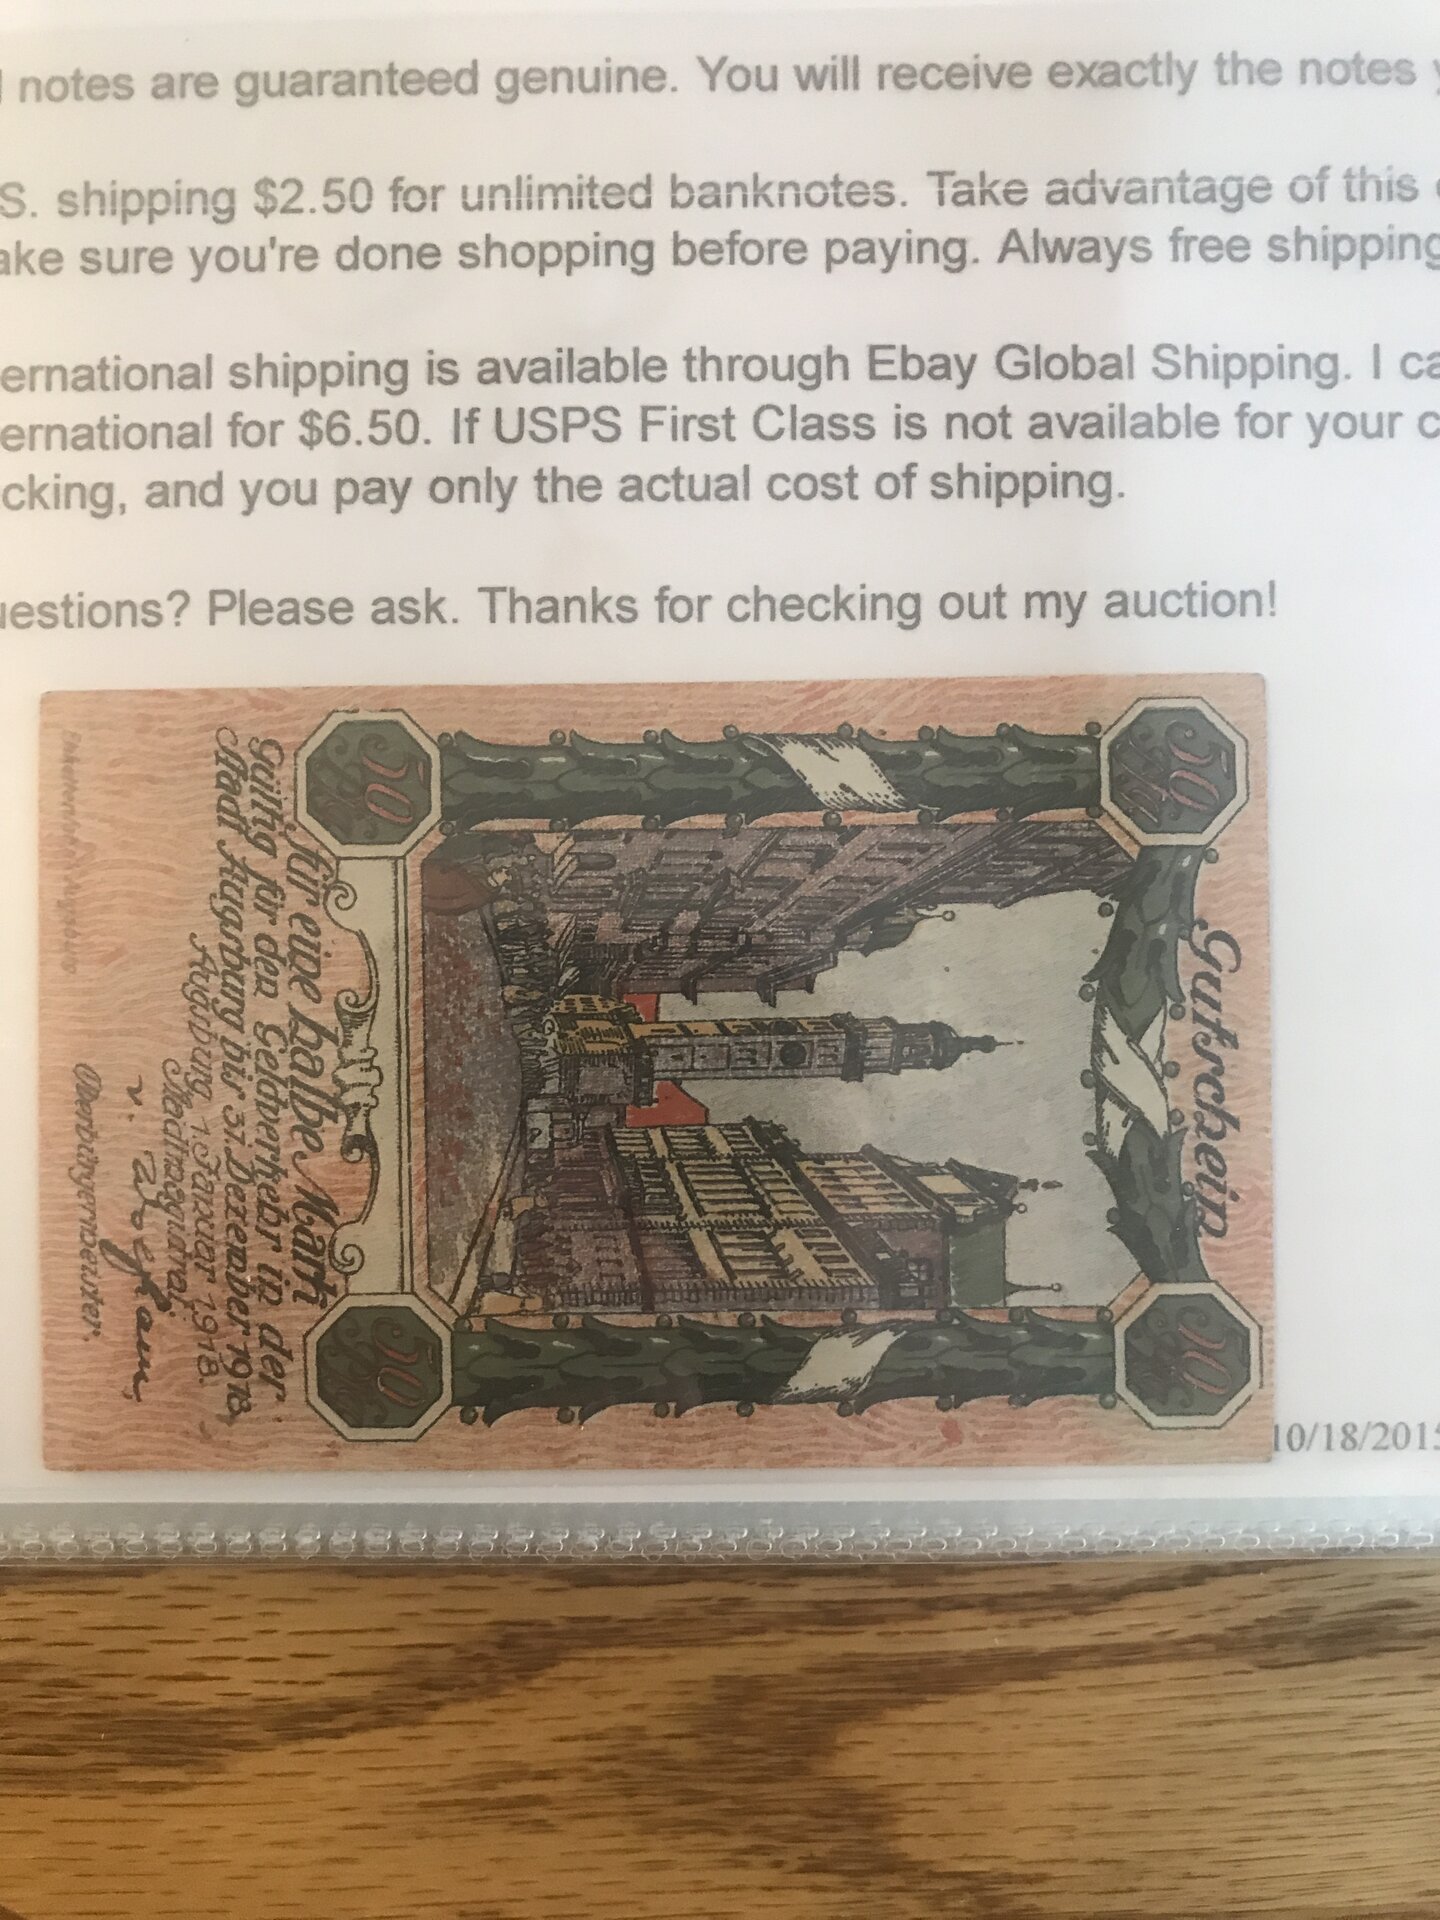 notes are guaranteed genuine. You will receive exactly the notes
S. shipping $2.50 for unlimited banknotes. Take advantage of this
ake sure you're done shopping before paying. Always free shipping
ernational shipping is available through Ebay Global Shipping. I ca
ernational for $6.50. If USPS First Class is not available for your c
cking, and you pay only the actual cost of shipping.
uestions? Please ask. Thanks for checking out my auction!
Gutschein
50
50
50
50
für eine halbe Mark
Gültig für den Geldverkehr in der
Stadt Augsburg bis 31. Dezember 1918.
Augsburg, 1. Januar 1918.
Stadtmagistrat.
Oberbürgermeister.
10/18/2015